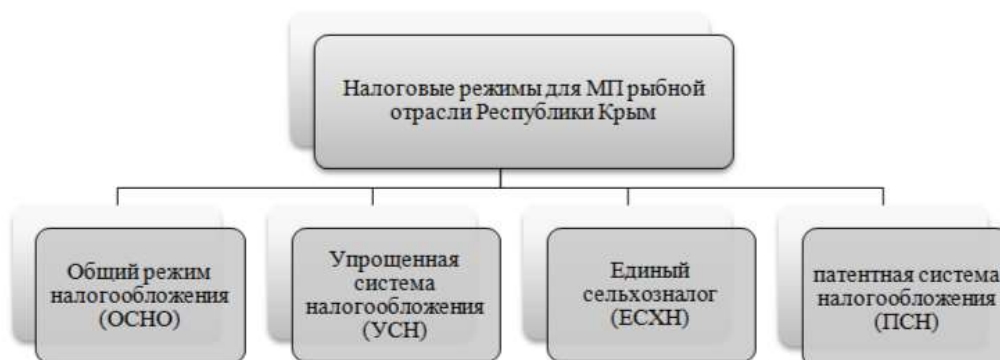 Налоговые режимы для МП рыбной
отрасли Республики Крым
Общий режим
налогообложения
(ОСНО)
Упрощенная
система
налогообложения
(УСН)
Единый
сельхозналог
(ЕСХН)
патентная система
налогообложения
(ПСН)